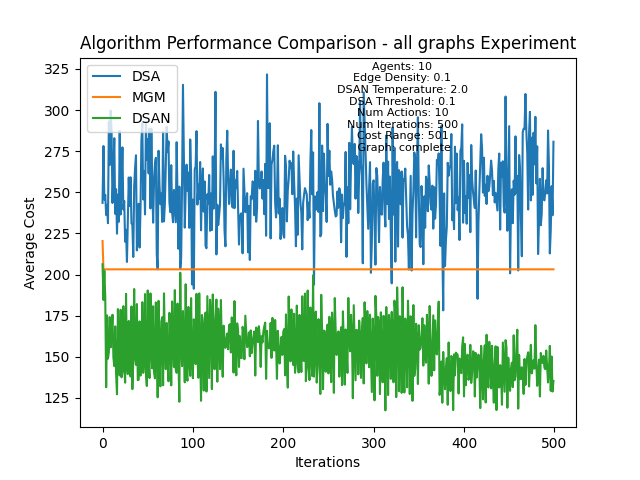 Algorithm Performance Comparison - all graphs Experiment
DSA
MGM
DSAN
Agents: 10
Edge Density: 0.1
DSAN Temperature: 2.0
DSA Threshold: 0.1
Num Actions: 10
Num Iterations: 500
Cost Range: 501
Graph: complete
Average Cost
325
300
275
250
225
200
175
150
125
0
100
200
300
400
500
Iterations